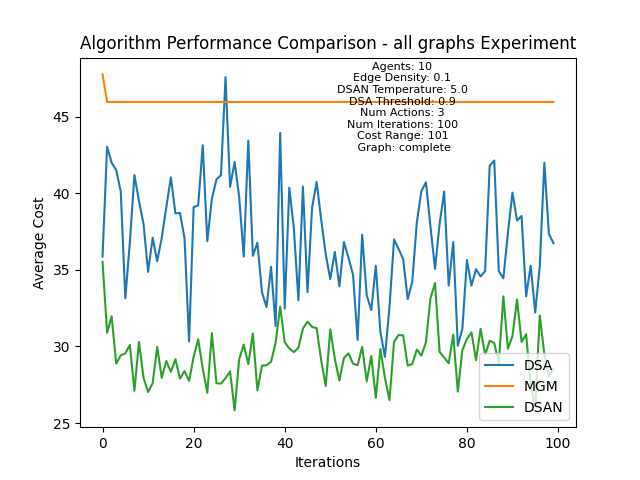 Algorithm Performance Comparison - all graphs Experiment
Agents: 10
Edge Density: 0.1
DSAN Temperature: 5.0
DSA Threshold: 0.9
Num Actions: 3
Num Iterations: 100
Cost Range: 101
Graph: complete
Average Cost
45
40
35
30
25
0
20
40
60
80
100
Iterations
DSA
MGM
DSAN